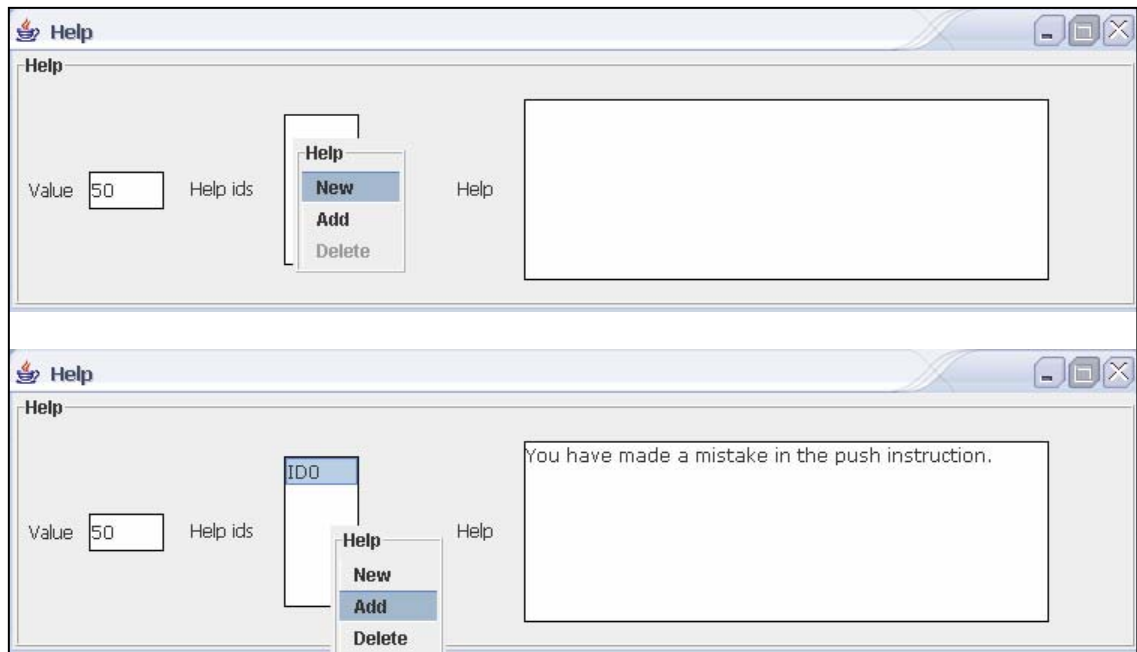 Help
Help
Help
New
Value 50 Help ids Help
Add
Delete
Help
Help
You have made a mistake in the push instruction.
ID0
Value 50 Help ids Help
Help
New
Add
Delete